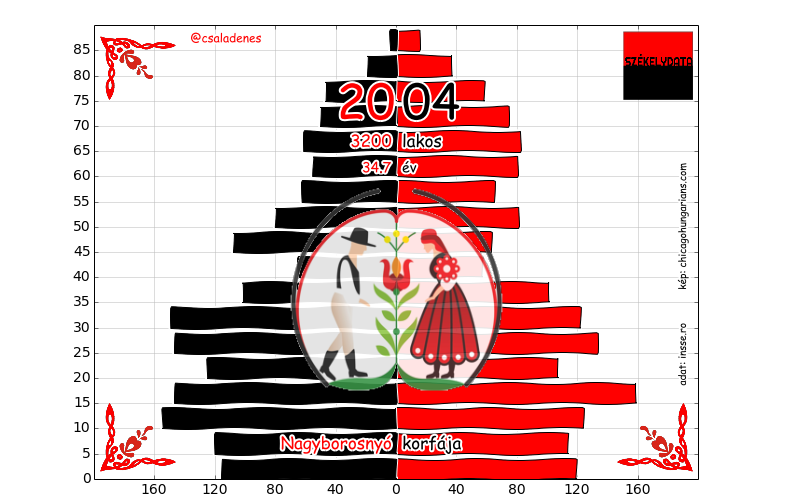 @csaladenes
SZÉKELYDATA
2004
3200 lakos
34.7 év
kép: chicagohungarians.com
adat: insse.ro
Nagyborosnyó korfája
85
80
75
70
65
60
55
50
45
40
35
30
25
20
15
10
5
0
160 120 80 40 0 40 80 120 160